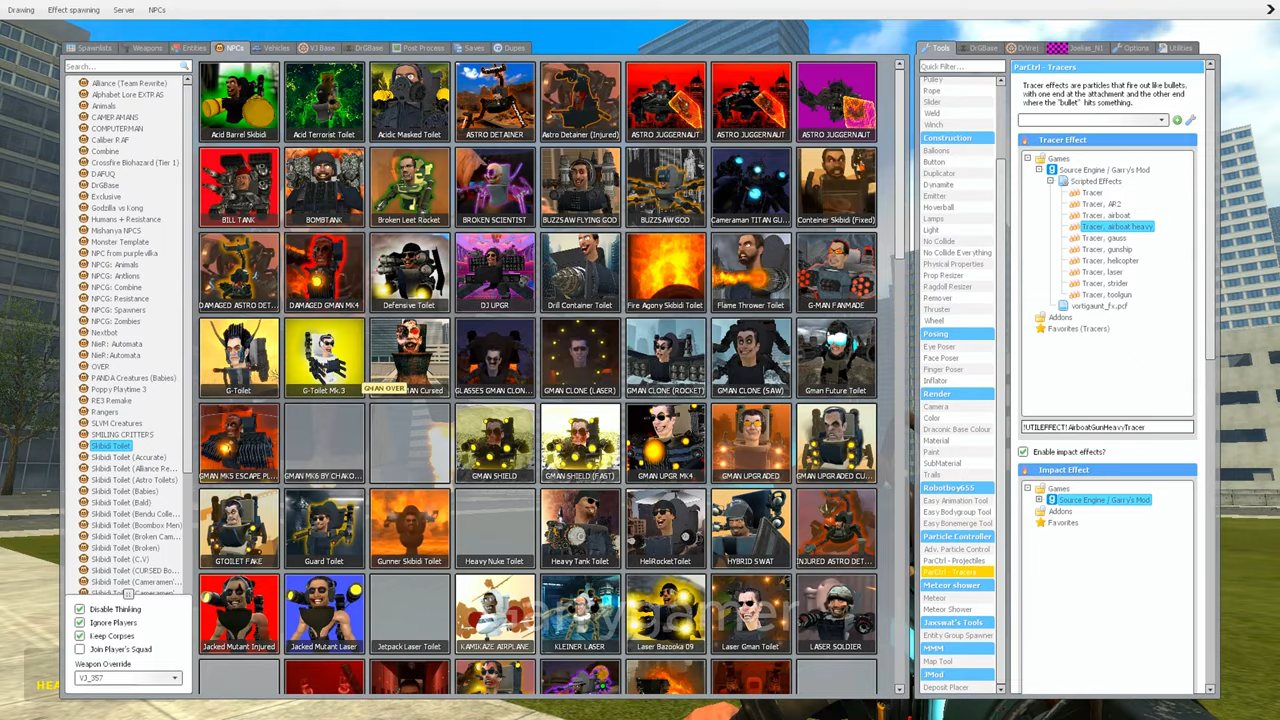 Drawing Effect spawning Server NPCs
Spawnlists Weapons Entities NPCs Vehicles VJ Base DrGBase Post Process Saves Dupes
Search...
Alliance (Team Rewrite)
Alphabet Lore EXTRAS
Animals
CAMERAMANS
COMPUTERMAN
Caliber RAF
Combine
Crossfire Biohazard (Tier 1)
DAFUQ
DrGBase
Exclusive
Godzilla vs Kong
Humans + Resistance
Mishanya NPCS
Monster Template
NPC from purplevilka
NPCG: Animals
NPCG: Antlions
NPCG: Combine
NPCG: Resistance
NPCG: Spawners
NPCG: Zombies
Nextbot
NieR: Automata
NieR:Automata
OVER
PANDA Creatures (Babies)
Poppy Playtime 3
RE3 Remake
Rangers
SLVM Creatures
SMILING CRITTERS
Skibidi Toilet
Skibidi Toilet (Accurate)
Skibidi Toilet (Alliance Re...
Skibidi Toilet (Astro Toilets)
Skibidi Toilet (Babies)
Skibidi Toilet (Bald)
Skibidi Toilet (Bendu Collec...
Skibidi Toilet (Boombox Men)
Skibidi Toilet (Broken Cam...
Skibidi Toilet (Broken)
Skibidi Toilet (C.V)
Skibidi Toilet (CURSED Bo...
Skibidi Toilet (Cameramen'...
Disable Thinking
Ignore Players
Keep Corpses
Join Player's Squad
Weapon Override
VJ_357
Acid Barrel Skibidi Acid Terrorist Toilet Acidic Masked Toilet ASTRO DETAINER Astro Detainer (Injured) ASTRO JUGGERNAUT ASTRO JUGGERNAUT ASTRO JUGGERNAUT
BILL TANK BOMBTANK Broken Leet Rocket BROKEN SCIENTIST BUZZSAW FLYING GOD BUZZSAW GOD Cameraman TITAN GU... Conteiner Skibidi (Fixed)
DAMAGED ASTRO DET... DAMAGED GMAN MK4 Defensive Toilet DJ UPGR Drill Container Toilet Fire Agony Skibidi Toilet Flame Thrower Toilet G-MAN FANMADE
G-Toilet G-Toilet Mk.3 GMAN OVER an Cursed GLASSES GMAN CLON... GMAN CLONE (LASER) GMAN CLONE (ROCKET) GMAN CLONE (SAW) Gman Future Toilet
GMAN MK5 ESCAPE PL... GMAN MK6 BY CHAKO... GMAN SHIELD GMAN SHIELD (FAST) GMAN UPGR MK4 GMAN UPGRADED GMAN UPGRADED CU...
GTOILET FAKE Guard Toilet Gunner Skibidi Toilet Heavy Nuke Toilet Heavy Tank Toilet HeliRocketToilet HYBRID SWAT INJURED ASTRO DET...
Jacked Mutant Injured Jacked Mutant Laser Jetpack Laser Toilet KAMIKAZE AIRPLANE KLEINER LASER Laser Bazooka 09 Laser Gman Toilet LASER SOLDIER
Tools DrGBase DrVrej Joelias_N1 Options Utilities
Quick Filter...
Pulley
Rope
Slider
Weld
Winch
Construction
Balloons
Button
Duplicator
Dynamite
Emitter
Hoverball
Lamps
Light
No Collide
No Collide Everything
Physical Properties
Prop Resizer
Ragdoll Resizer
Remover
Thruster
Wheel
Posing
Eye Poser
Face Poser
Finger Poser
Inflator
Render
Camera
Color
Draconic Base Colour
Material
Paint
SubMaterial
Trails
Robotboy655
Easy Animation Tool
Easy Bodygroup Tool
Easy Bonemerge Tool
Particle Controller
Adv. Particle Control
ParCtrl - Projectiles
ParCtrl - Tracers
Meteor shower
Meteor
Meteor Shower
Jaxswat's Tools
Entity Group Spawner
MMM
Map Tool
JMod
Deposit Placer
ParCtrl - Tracers
Tracer effects are particles that fire out like bullets,
with one end at the attachment and the other end
where the "bullet" hits something.
Tracer Effect
Games
Source Engine / Garry's Mod
Scripted Effects
Tracer
Tracer, AR2
Tracer, airboat
Tracer, airboat heavy
Tracer, gauss
Tracer, gunship
Tracer, helicopter
Tracer, laser
Tracer, strider
Tracer, toolgun
vortigaunt_fx.pcf
Addons
Favorites (Tracers)
!UTILEFFECT!AirboatGunHeavyTracer
Enable impact effects?
Impact Effect
Games
Source Engine / Garry's Mod
Addons
Favorites